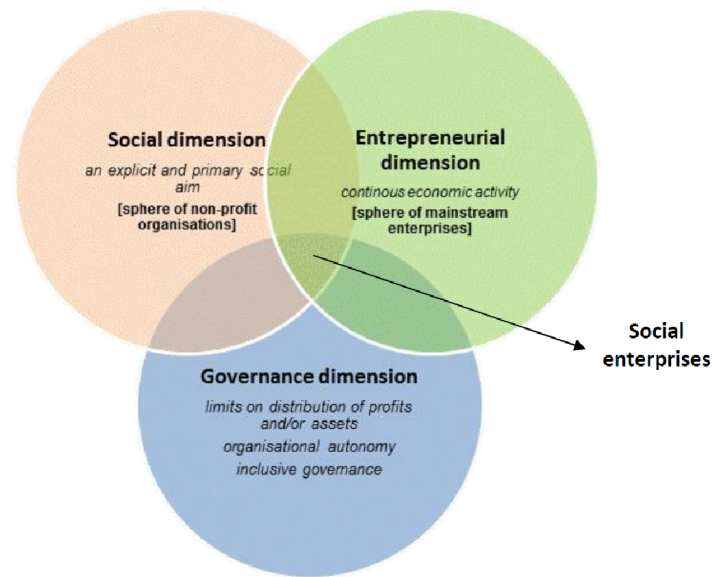 Social dimension
an explicit and primary social
aim
[sphere of non-profit
organisations]
Entrepreneurial
dimension
continous economic activity
[sphere of mainstream
enterprises]
Social
enterprises
Governance dimension
limits on distribution of profits
and/or assets
organisational autonomy
inclusive governance